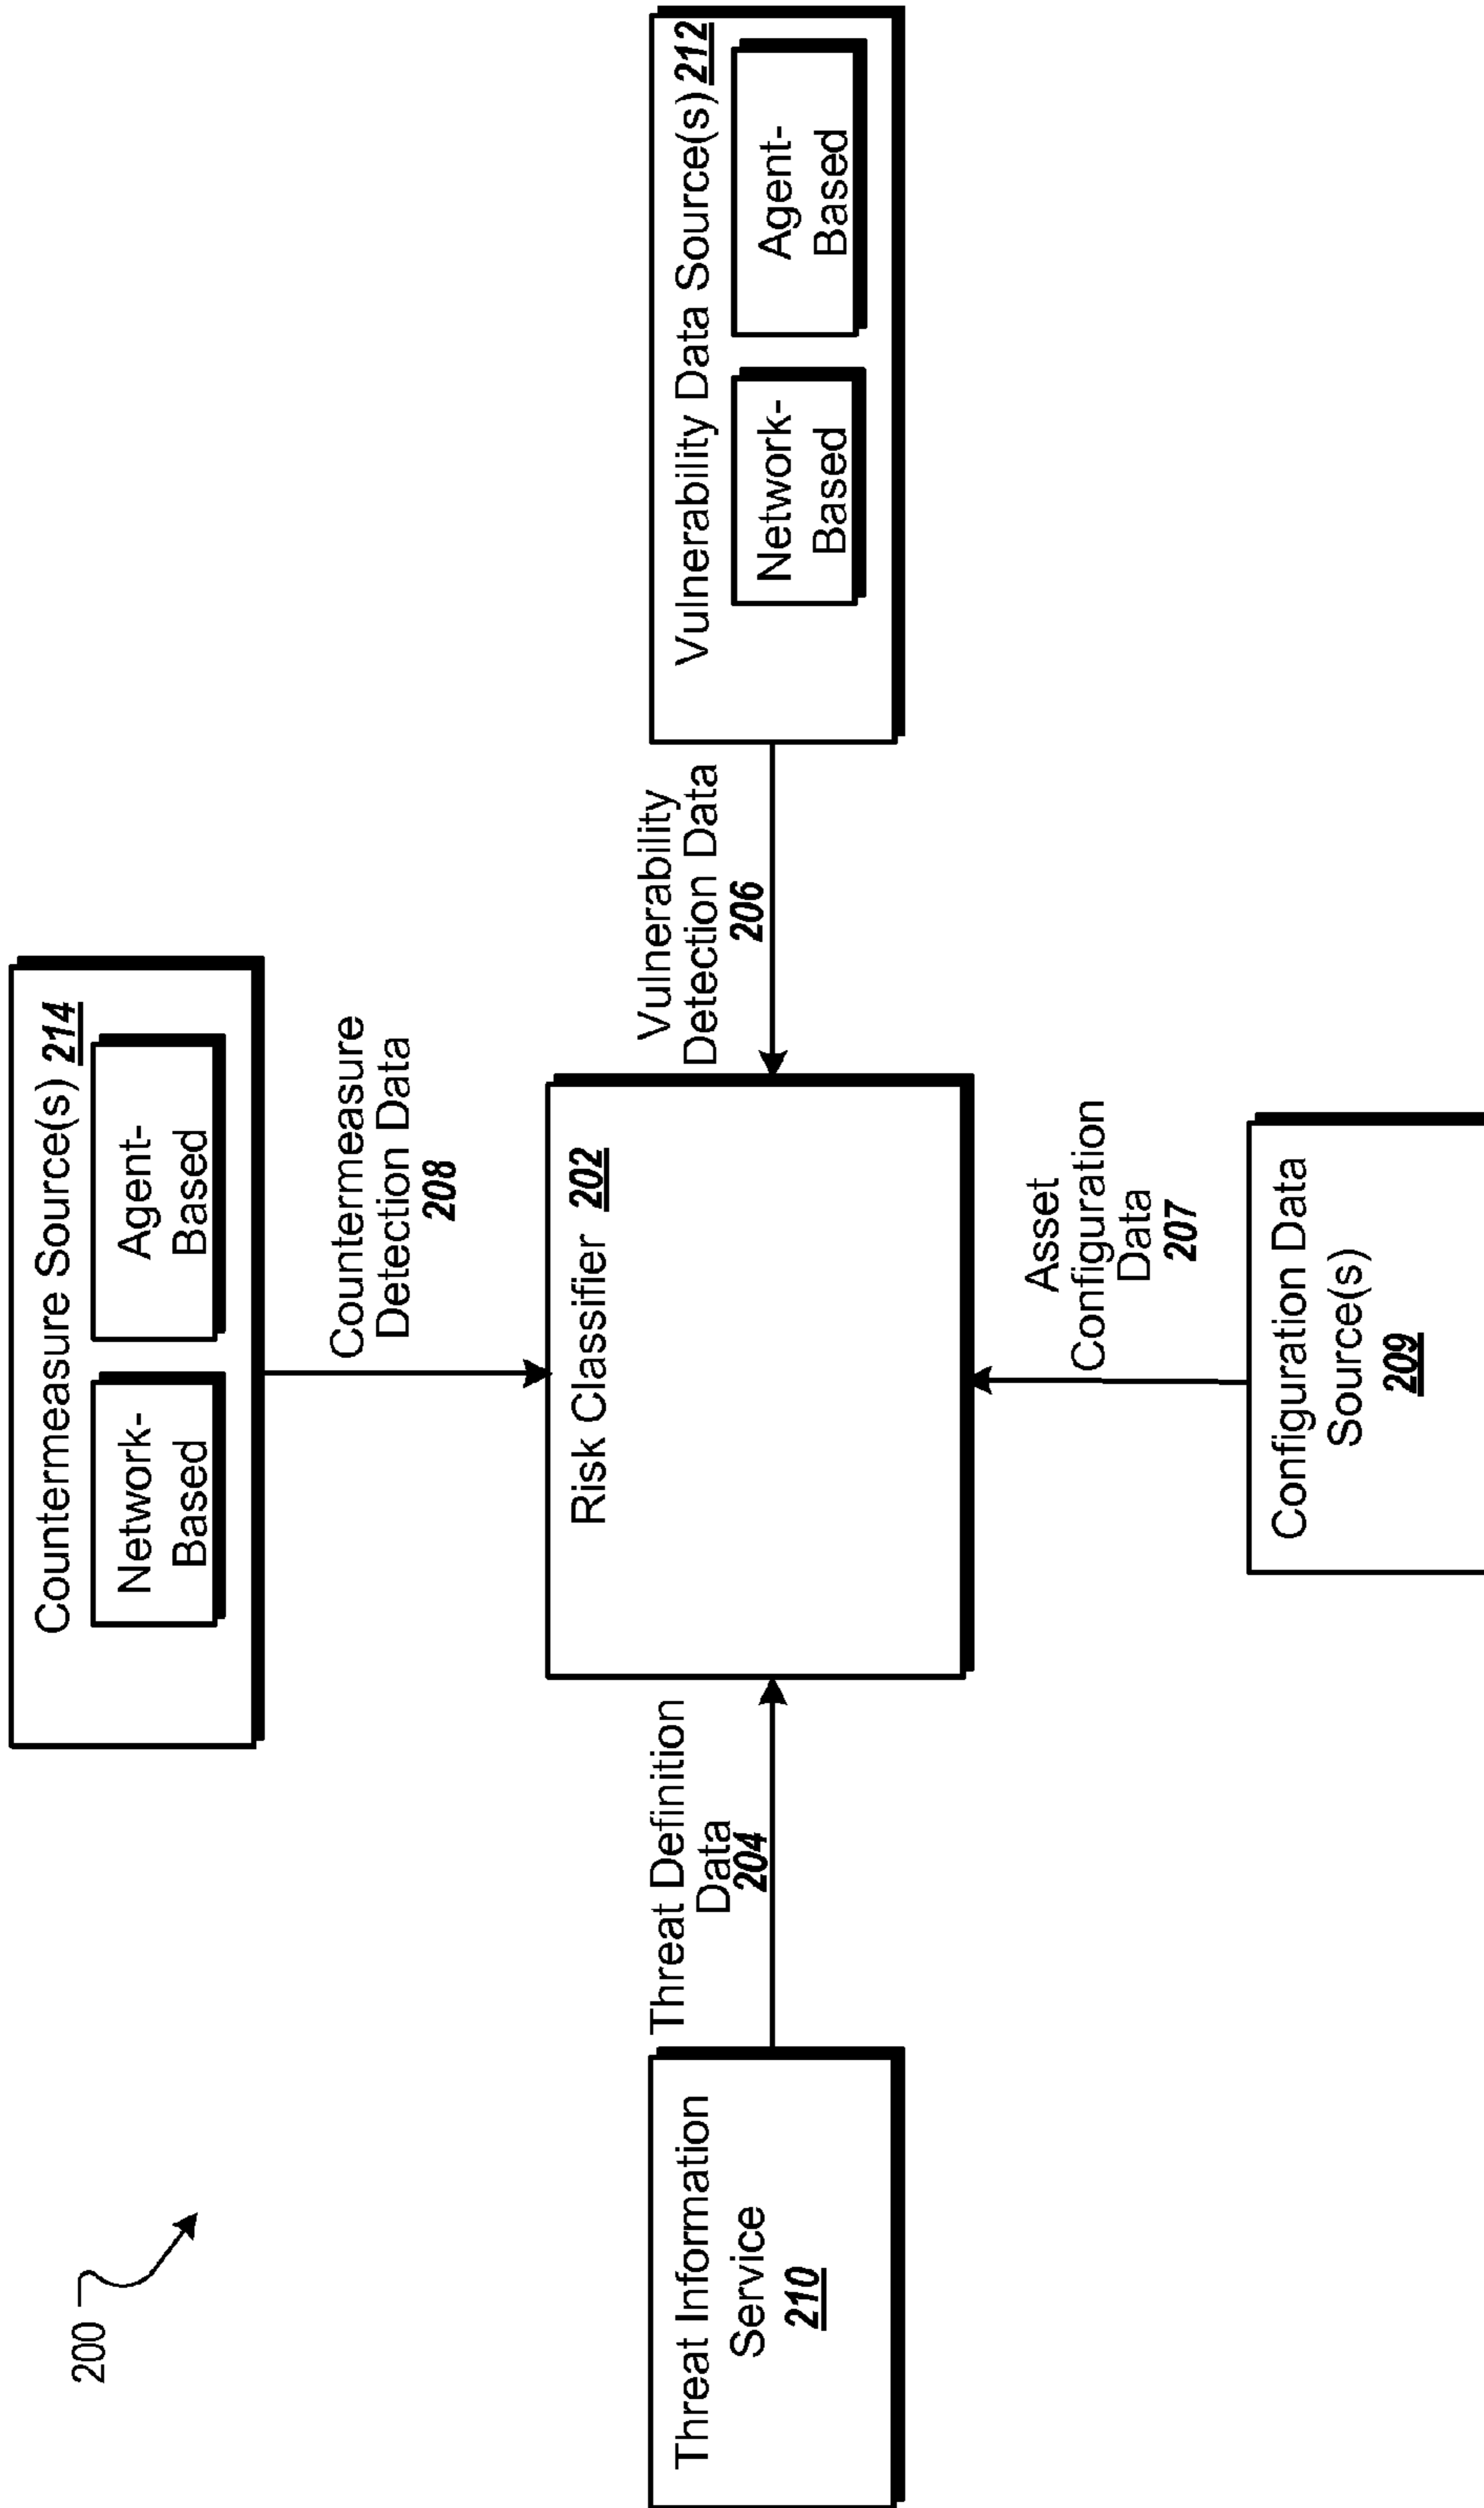 200
Countermeasure Source(s) 214
Network-
Based
Agent-
Based
Countermeasure
Detection Data
208
Threat Information
Service
210
Threat Definition
Data
204
Risk Classifier 202
Vulnerability
Detection Data
206
Vulnerability Data Source(s) 212
Network-
Based
Agent-
Based
Asset
Configuration
Data
207
Configuration Data
Source(s)
209